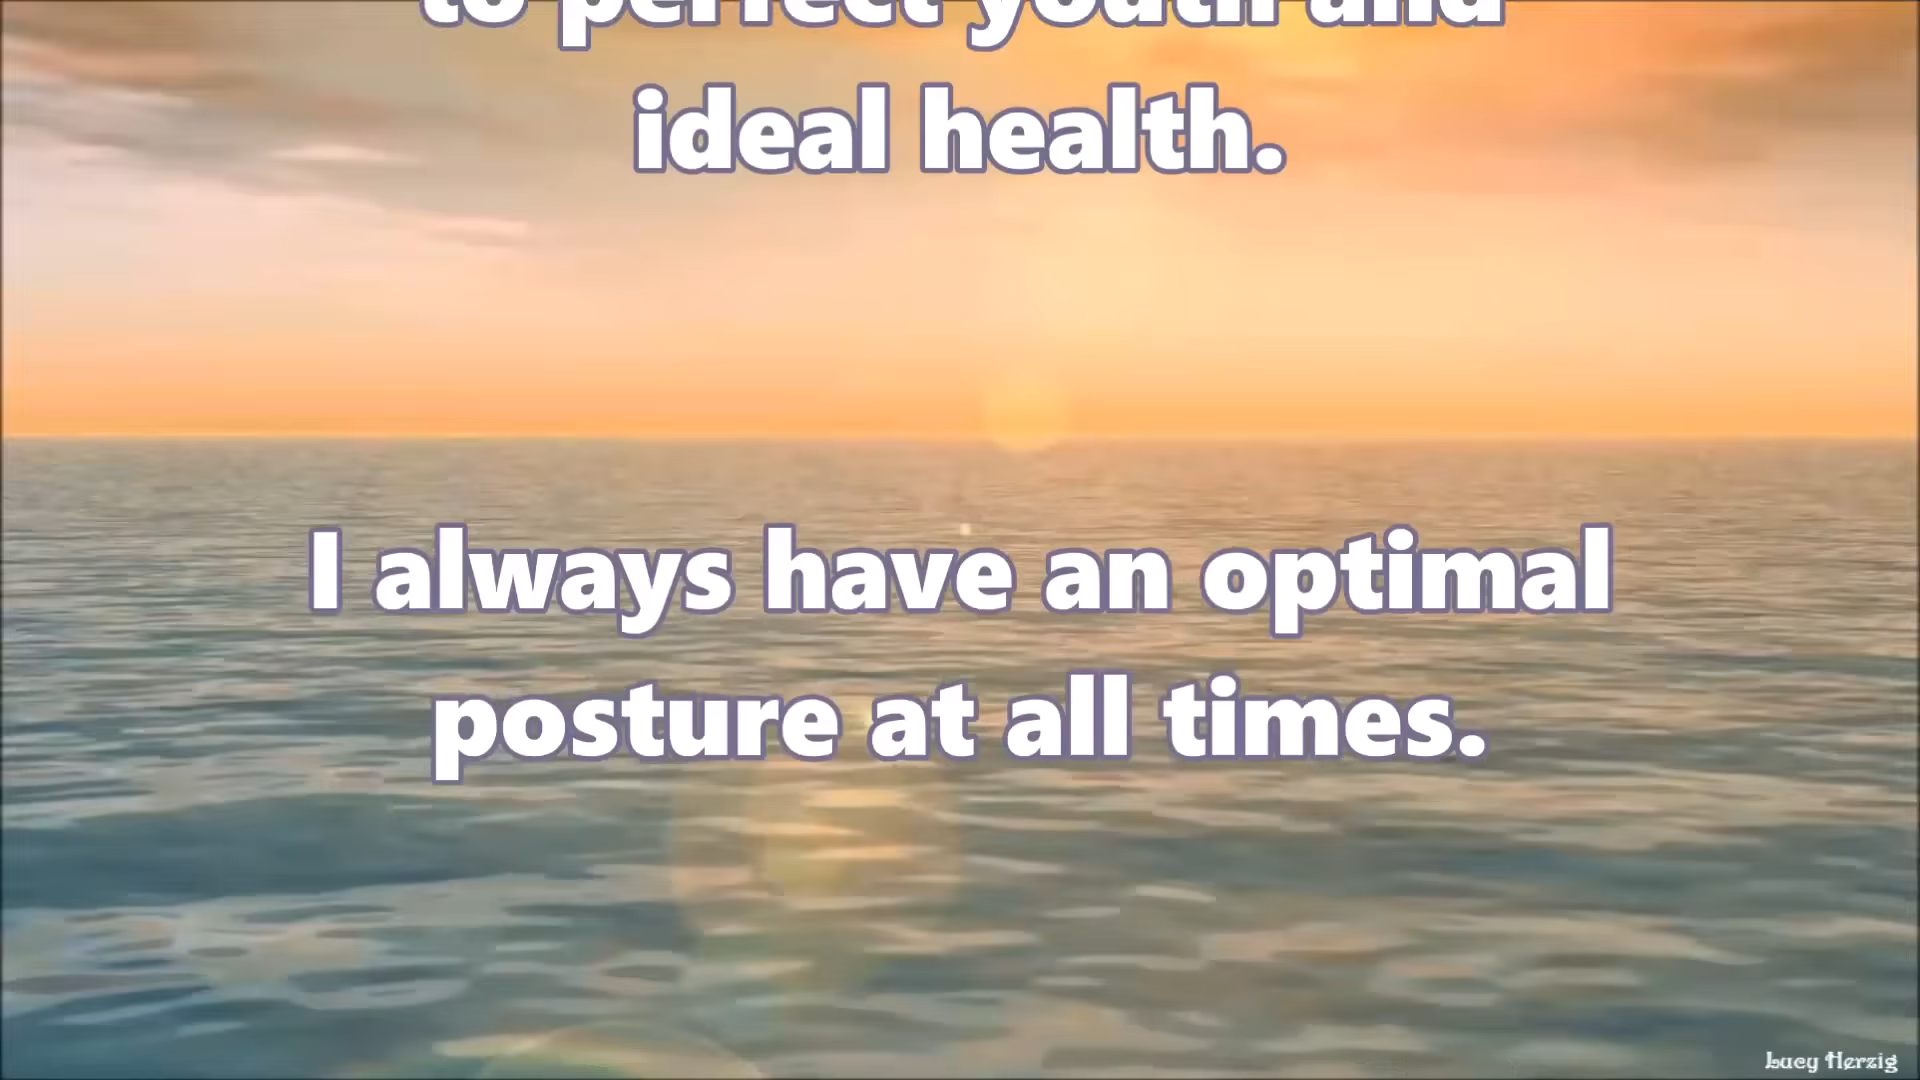 to perfect youth and
ideal health.
I always have an optimal
posture at all times.
Lucy Herzig